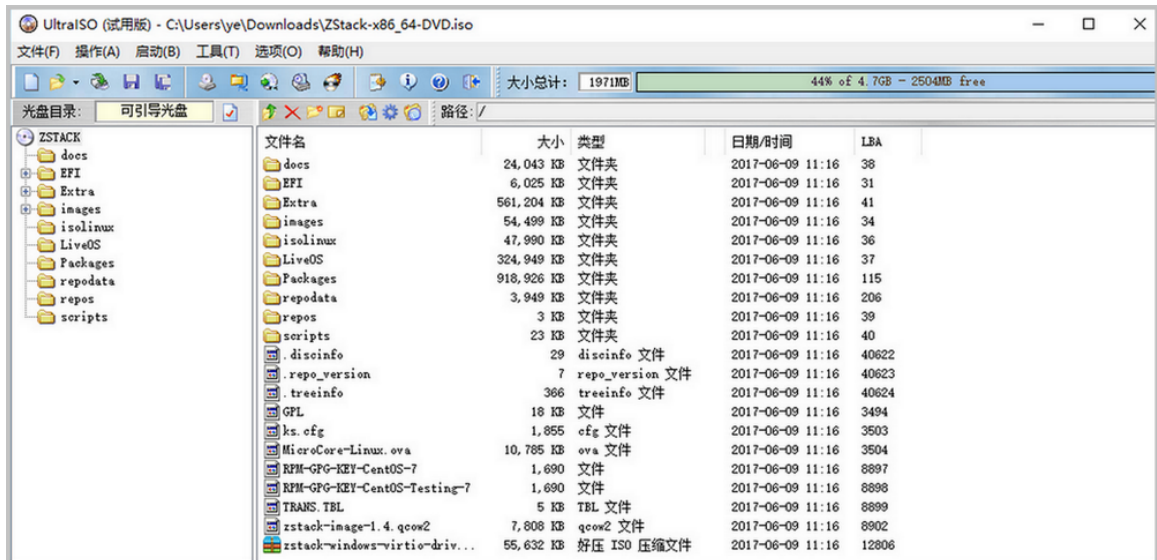 UltraISO (试用版) - C:\Users\ye\Downloads\ZStack-x86_64-DVD.iso
文件(F) 操作(A) 启动(B) 工具(T) 选项(O) 帮助(H)
大小总计: 1971MB 44% of 4.7GB - 2504MB free
光盘目录: 可引导光盘 路径: /
ZSTACK
docs
EFI
Extra
images
isolinux
LiveOS
Packages
repodata
repos
scripts
文件名 大小 类型 日期/时间 LBA
docs 24,043 KB 文件夹 2017-06-09 11:16 38
EFI 6,025 KB 文件夹 2017-06-09 11:16 31
Extra 561,204 KB 文件夹 2017-06-09 11:16 41
images 54,499 KB 文件夹 2017-06-09 11:16 34
isolinux 47,990 KB 文件夹 2017-06-09 11:16 36
LiveOS 324,949 KB 文件夹 2017-06-09 11:16 37
Packages 918,926 KB 文件夹 2017-06-09 11:16 115
repodata 3,949 KB 文件夹 2017-06-09 11:16 206
repos 3 KB 文件夹 2017-06-09 11:16 39
scripts 23 KB 文件夹 2017-06-09 11:16 40
.discinfo 29 discinfo 文件 2017-06-09 11:16 40622
.repo_version 7 repo_version 文件 2017-06-09 11:16 40623
.treeinfo 366 treeinfo 文件 2017-06-09 11:16 40624
GPL 18 KB 文件 2017-06-09 11:16 3494
ks.cfg 1,855 cfg 文件 2017-06-09 11:16 3503
MicroCore-Linux.ova 10,785 KB ova 文件 2017-06-09 11:16 3504
RPM-GPG-KEY-CentOS-7 1,690 文件 2017-06-09 11:16 8897
RPM-GPG-KEY-CentOS-Testing-7 1,690 文件 2017-06-09 11:16 8898
TRANS.TBL 5 KB TBL 文件 2017-06-09 11:16 8899
zstack-image-1.4.qcow2 7,808 KB qcow2 文件 2017-06-09 11:16 8902
zstack-windows-virtio-driv... 55,632 KB 好压 ISO 压缩文件 2017-06-09 11:16 12806